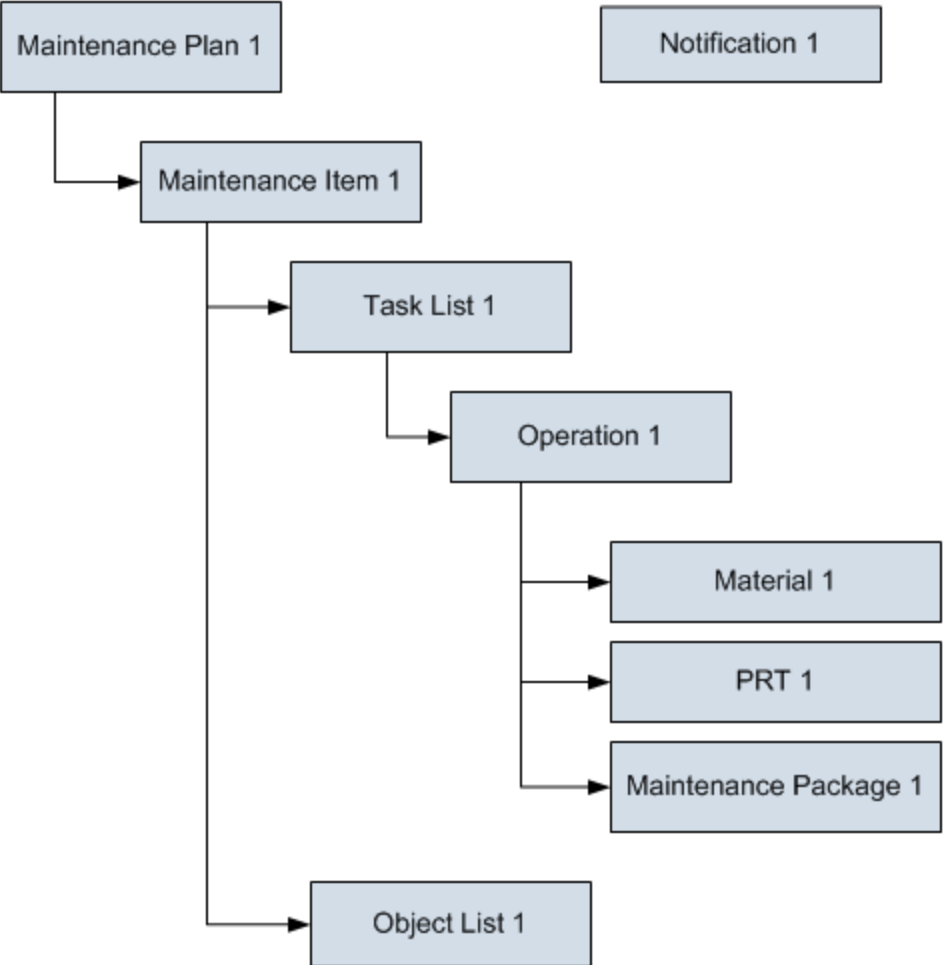 Maintenance Plan 1
Notification 1
Maintenance Item 1
Task List 1
Operation 1
Material 1
PRT 1
Maintenance Package 1
Object List 1